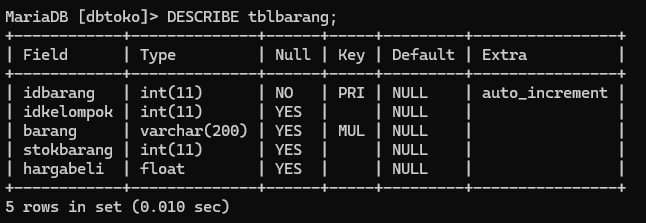 MariaDB [dbtoko]> DESCRIBE tblbarang;
+------------+--------------+------+-----+---------+----------------+
| Field      | Type         | Null | Key | Default | Extra          |
+------------+--------------+------+-----+---------+----------------+
| idbarang   | int(11)      | NO   | PRI | NULL    | auto_increment |
| idkelompok | int(11)      | YES  |     | NULL    |                |
| barang     | varchar(200) | YES  | MUL | NULL    |                |
| stokbarang | int(11)      | YES  |     | NULL    |                |
| hargabeli  | float        | YES  |     | NULL    |                |
+------------+--------------+------+-----+---------+----------------+
5 rows in set (0.010 sec)